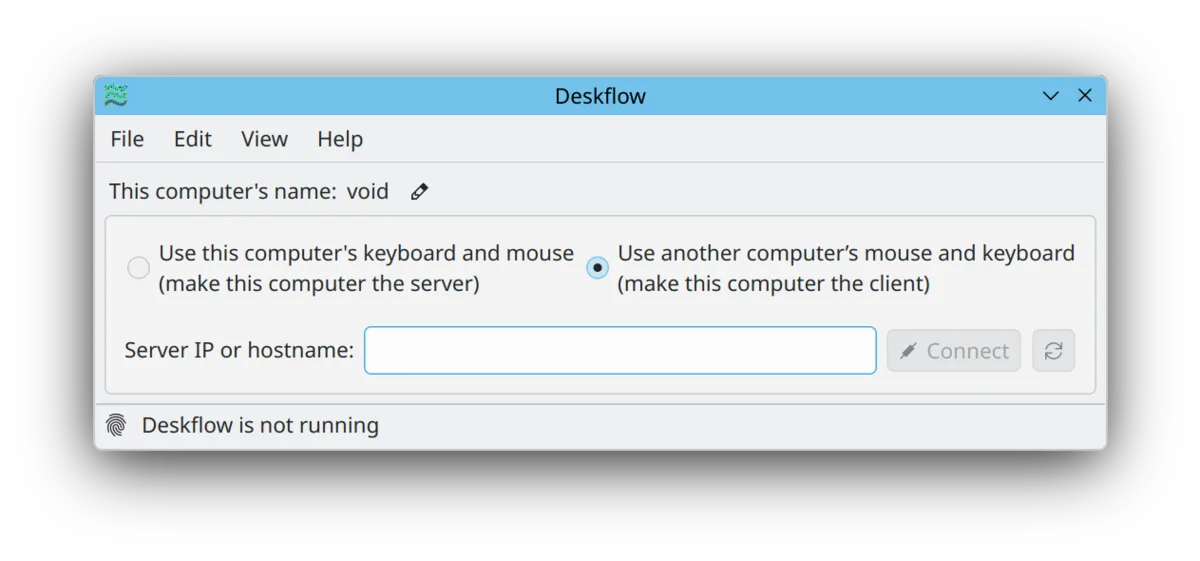 Deskflow
File Edit View Help
This computer's name: void
Use this computer's keyboard and mouse
(make this computer the server)
Use another computer’s mouse and keyboard
(make this computer the client)
Server IP or hostname:
Connect
Deskflow is not running